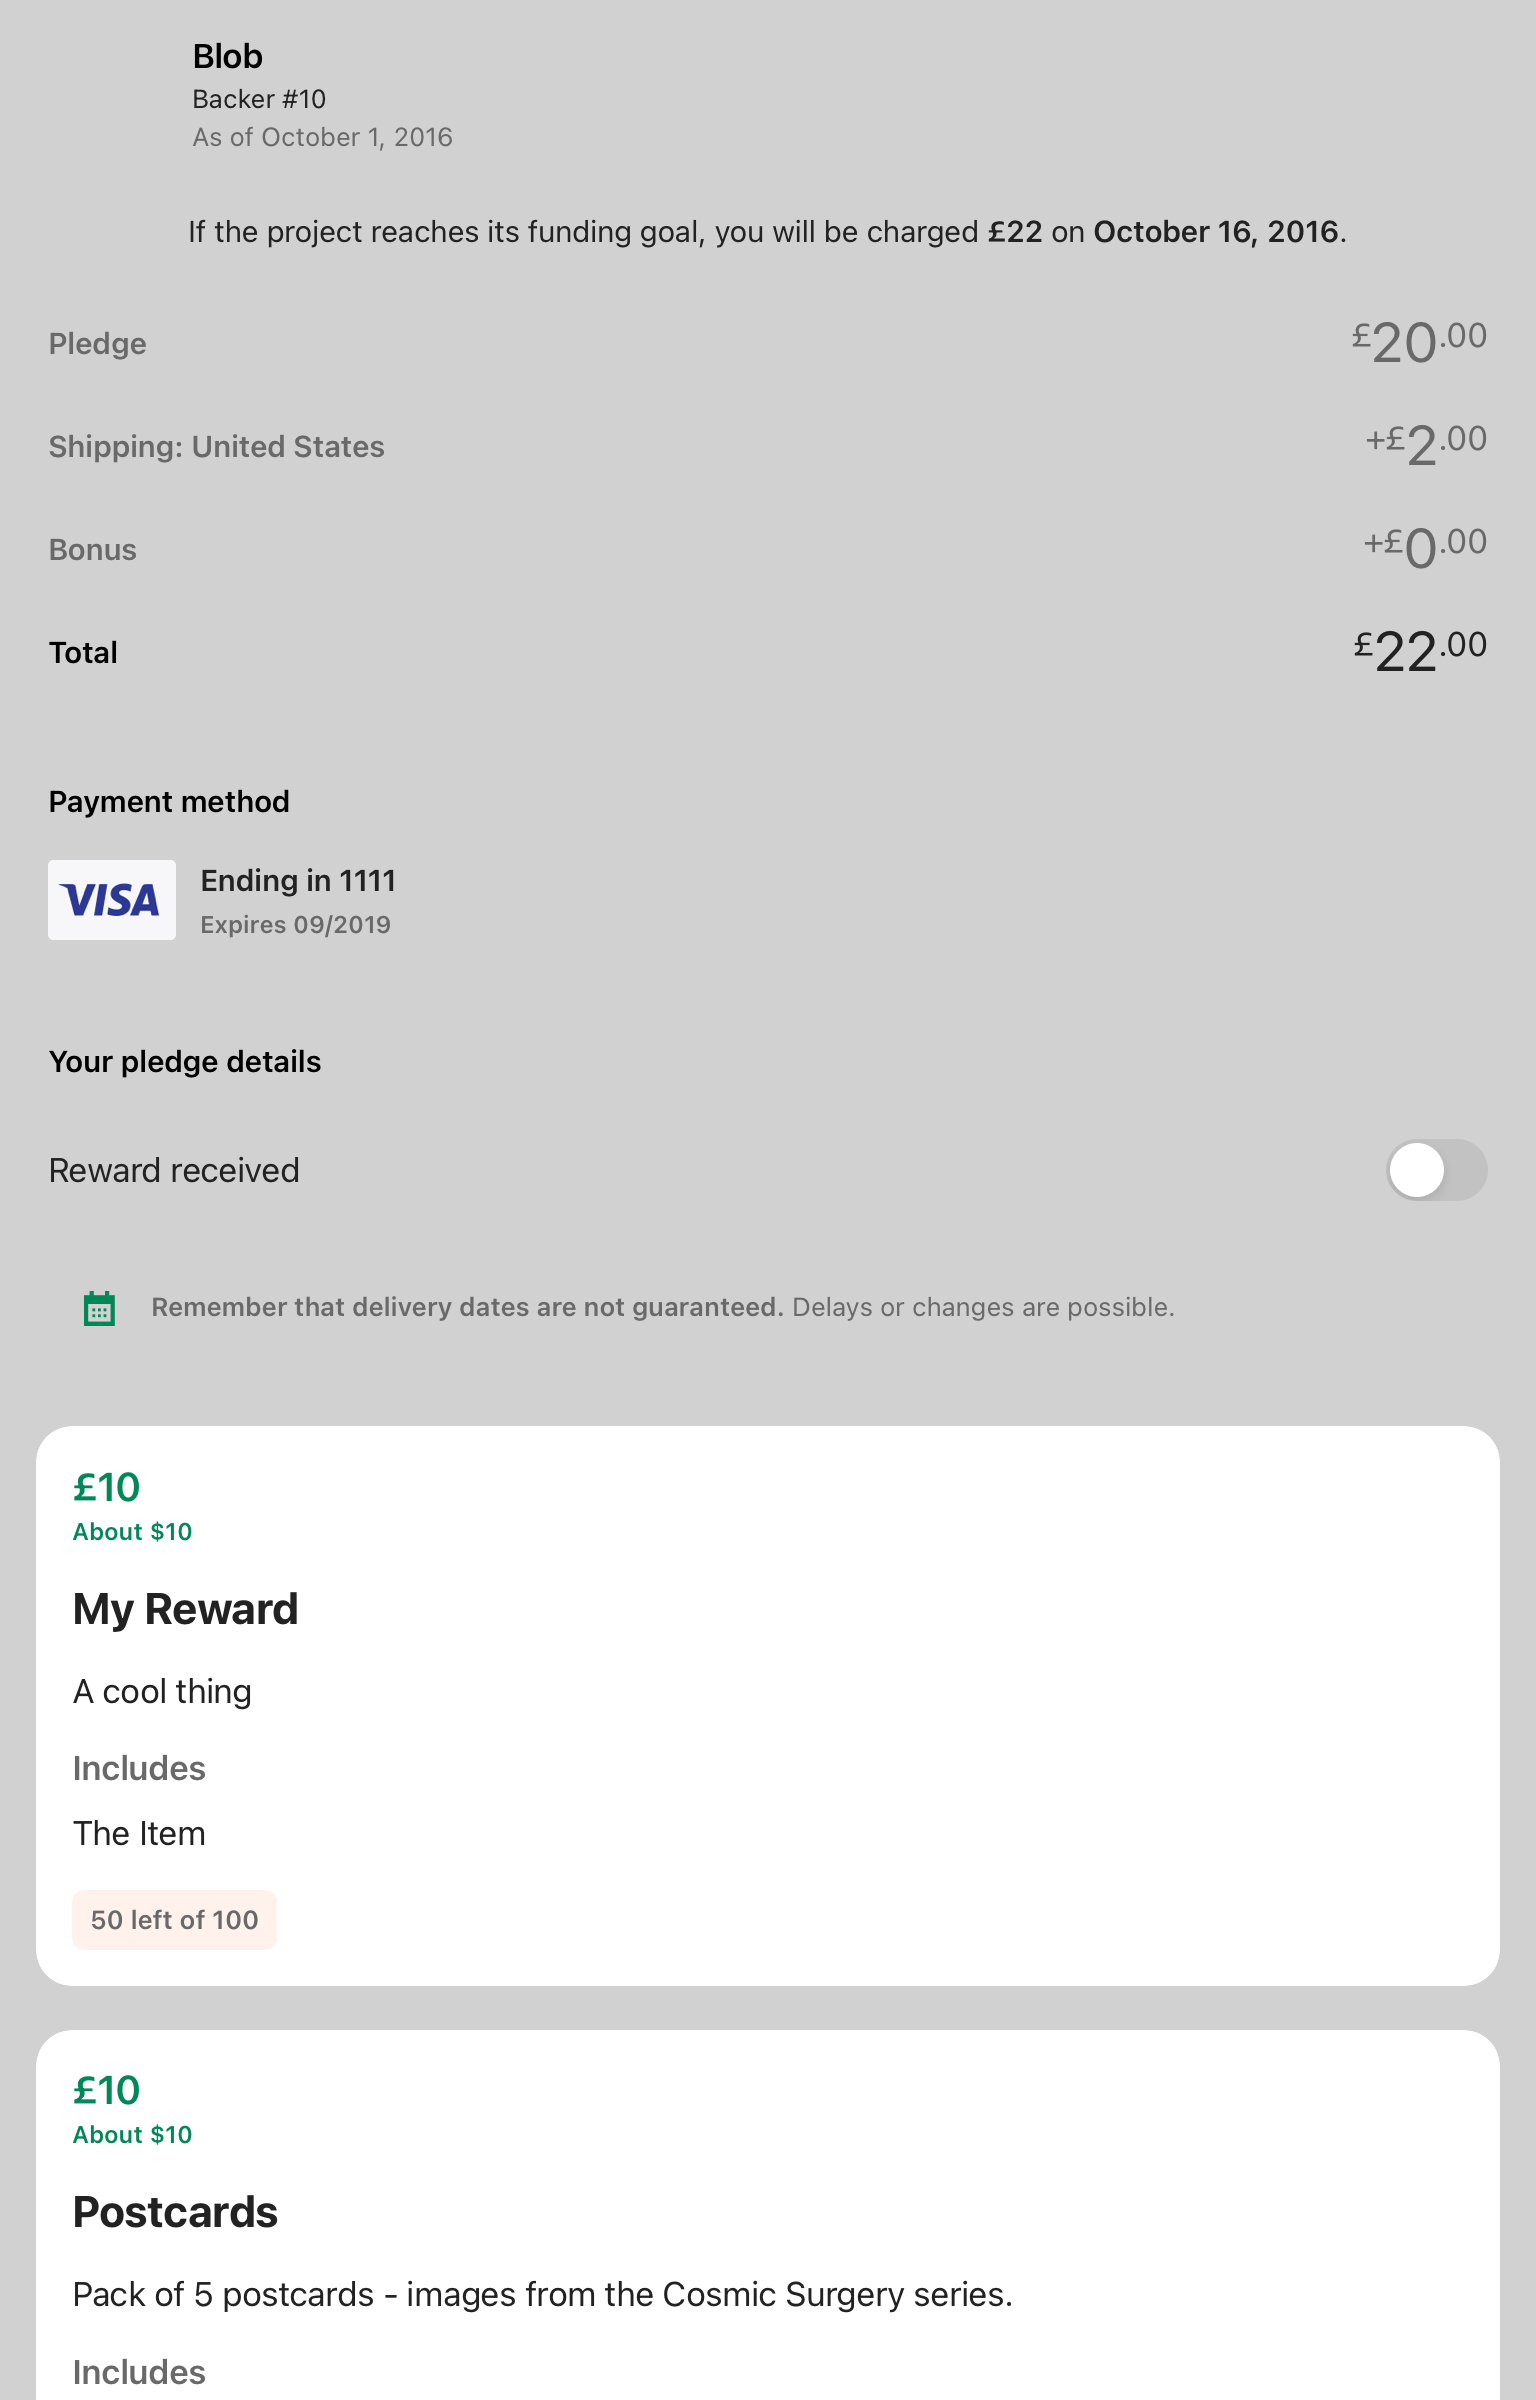 Blob
Backer #10
As of October 1, 2016
If the project reaches its funding goal, you will be charged £22 on October 16, 2016.
Pledge £20.00
Shipping: United States +£2.00
Bonus +£0.00
Total £22.00
Payment method
VISA
Ending in 1111
Expires 09/2019
Your pledge details
Reward received
Remember that delivery dates are not guaranteed. Delays or changes are possible.
£10
About $10
My Reward
A cool thing
Includes
The Item
50 left of 100
£10
About $10
Postcards
Pack of 5 postcards - images from the Cosmic Surgery series.
Includes